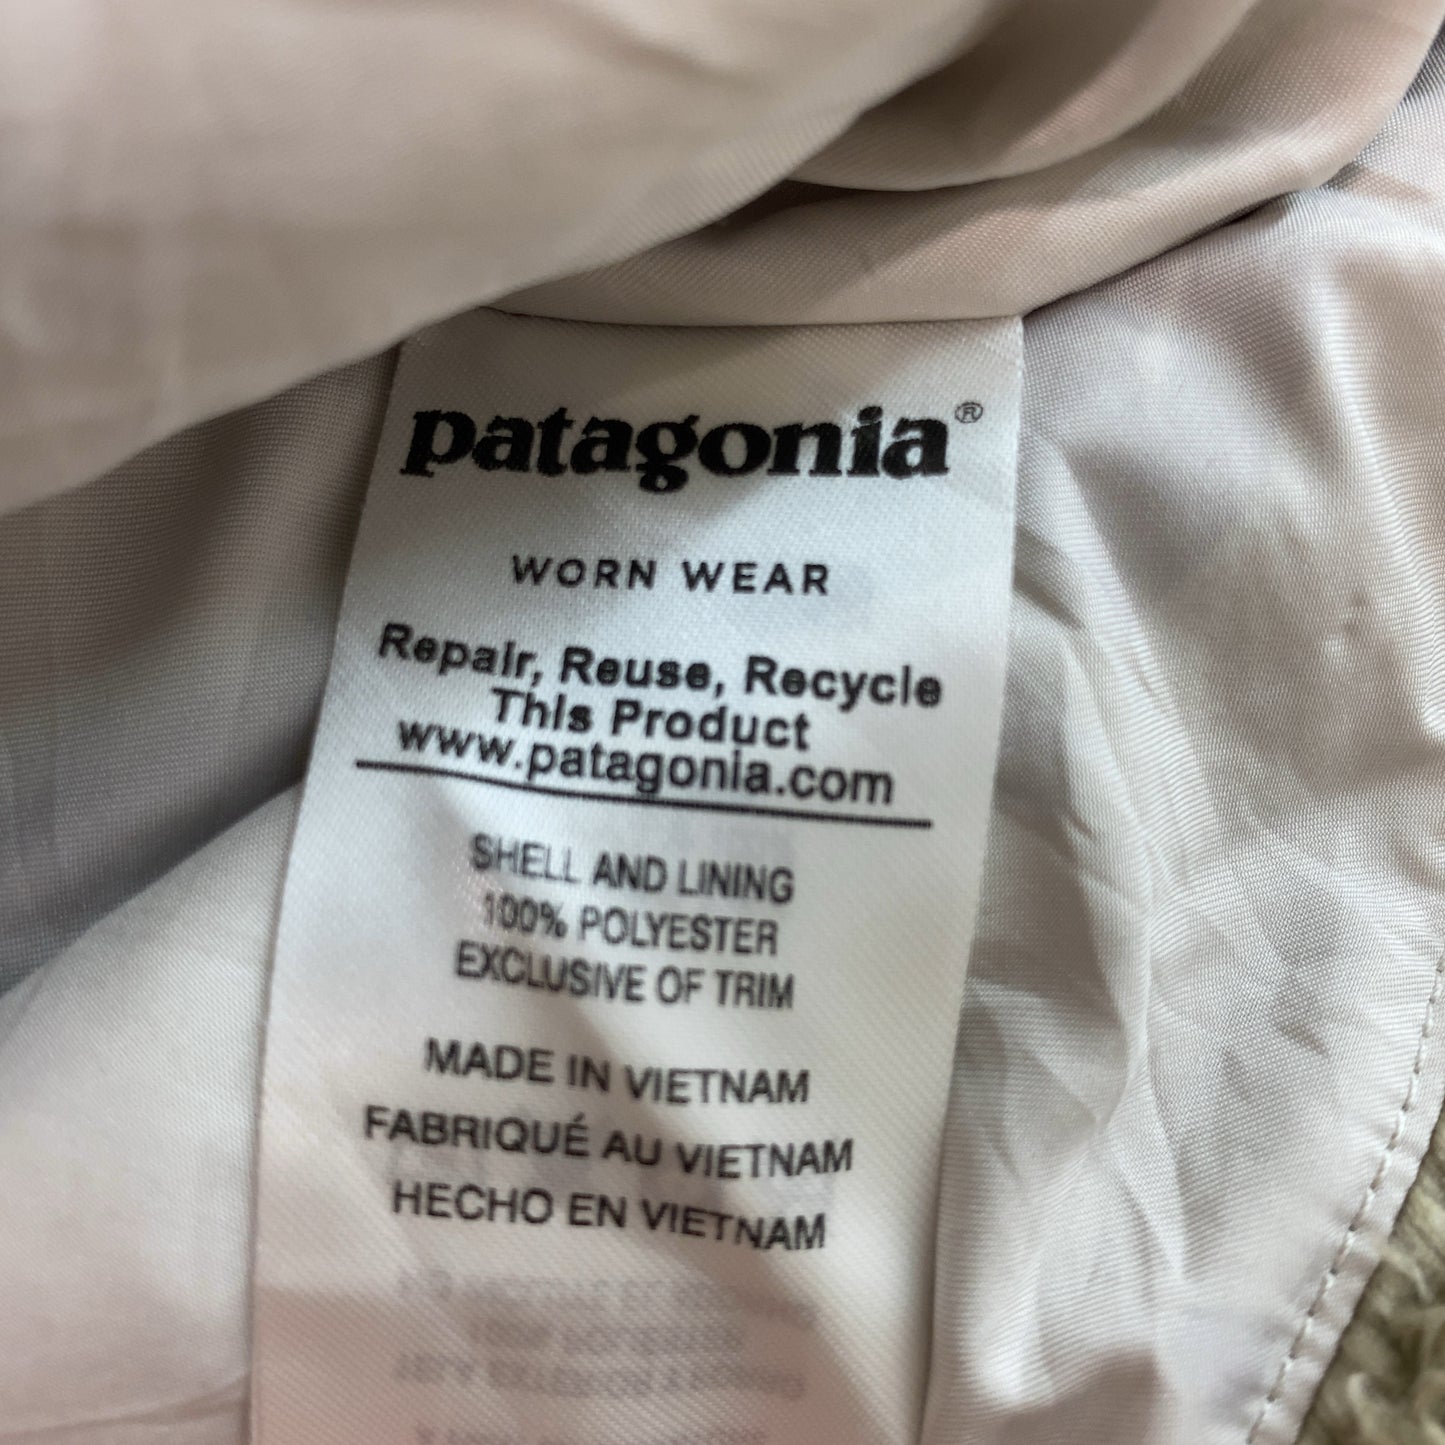 patagonia®
WORN WEAR
Repair, Reuse, Recycle
This Product
www.patagonia.com
SHELL AND LINING
100% POLYESTER
EXCLUSIVE OF TRIM
MADE IN VIETNAM
FABRIQUÉ AU VIETNAM
HECHO EN VIETNAM